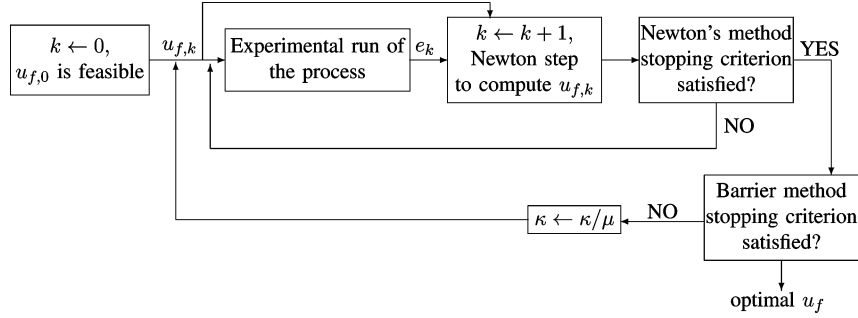 k ← 0,
u_{f,0} is feasible
u_{f,k}
Experimental run of
the process
e_k
k ← k + 1,
Newton step
to compute u_{f,k}
Newton's method
stopping criterion
satisfied?
YES
NO
Barrier method
stopping criterion
satisfied?
NO
κ ← κ/μ
optimal u_f